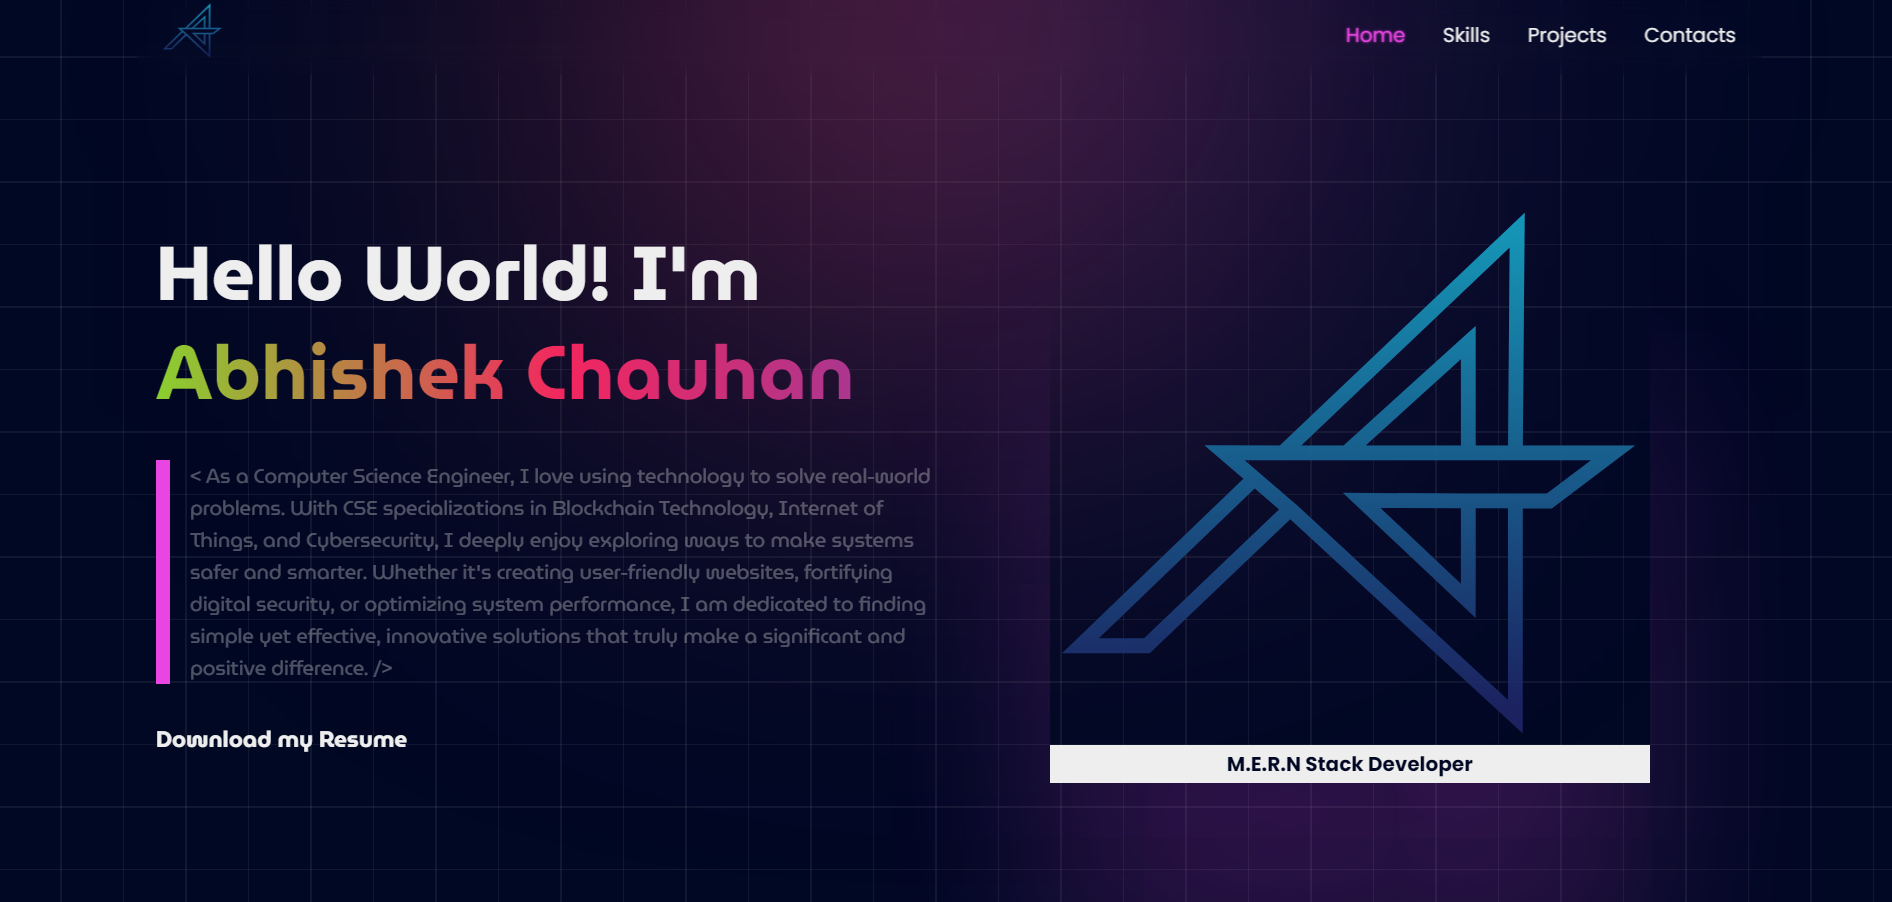 Home Skills Projects Contacts
Hello World! I'm
Abhishek Chauhan
< As a Computer Science Engineer, I love using technology to solve real-world
problems. With CSE specializations in Blockchain Technology, Internet of
Things, and Cybersecurity, I deeply enjoy exploring ways to make systems
safer and smarter. Whether it's creating user-friendly websites, fortifying
digital security, or optimizing system performance, I am dedicated to finding
simple yet effective, innovative solutions that truly make a significant and
positive difference. />
Download my Resume
M.E.R.N Stack Developer